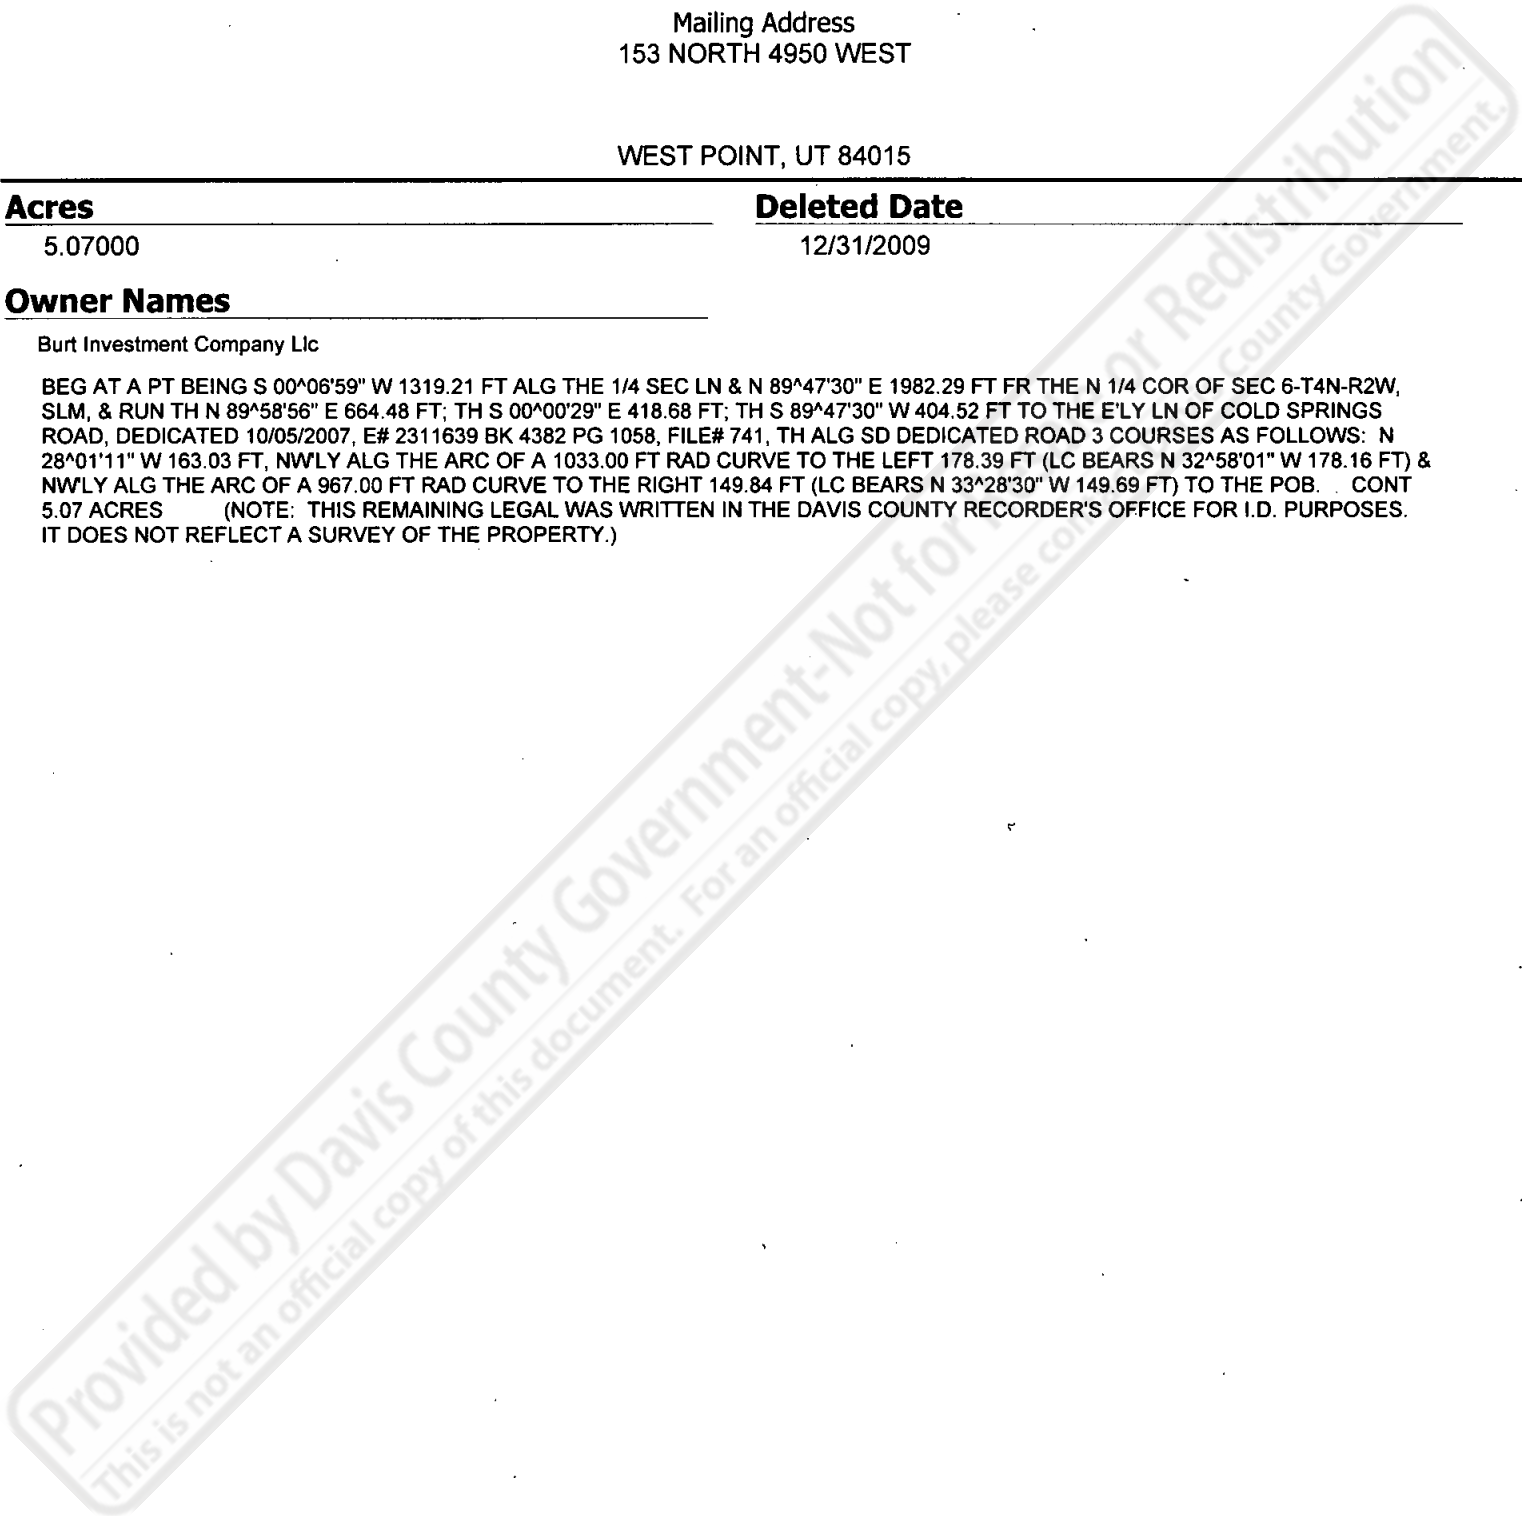 Mailing Address
153 NORTH 4950 WEST
WEST POINT, UT 84015
Acres
Deleted Date
5.07000
12/31/2009
Owner Names
Burt Investment Company Llc
BEG AT A PT BEING S 00^06'59" W 1319.21 FT ALG THE 1/4 SEC LN & N 89^47'30" E 1982.29 FT FR THE N 1/4 COR OF SEC 6-T4N-R2W,
SLM, & RUN TH N 89^58'56" E 664.48 FT; TH S 00^00'29" E 418.68 FT; TH S 89^47'30" W 404.52 FT TO THE E'LY LN OF COLD SPRINGS
ROAD, DEDICATED 10/05/2007, E# 2311639 BK 4382 PG 1058, FILE# 741, TH ALG SD DEDICATED ROAD 3 COURSES AS FOLLOWS: N
28^01'11" W 163.03 FT, NW'LY ALG THE ARC OF A 1033.00 FT RAD CURVE TO THE LEFT 178.39 FT (LC BEARS N 32^58'01" W 178.16 FT) &
NW'LY ALG THE ARC OF A 967.00 FT RAD CURVE TO THE RIGHT 149.84 FT (LC BEARS N 33^28'30" W 149.69 FT) TO THE POB. CONT
5.07 ACRES (NOTE: THIS REMAINING LEGAL WAS WRITTEN IN THE DAVIS COUNTY RECORDER'S OFFICE FOR I.D. PURPOSES.
IT DOES NOT REFLECT A SURVEY OF THE PROPERTY.)
Provided by Davis County Government-Not for Resale or Redistribution
This is not an official copy of this document. For an official copy, please contact Davis County Government.